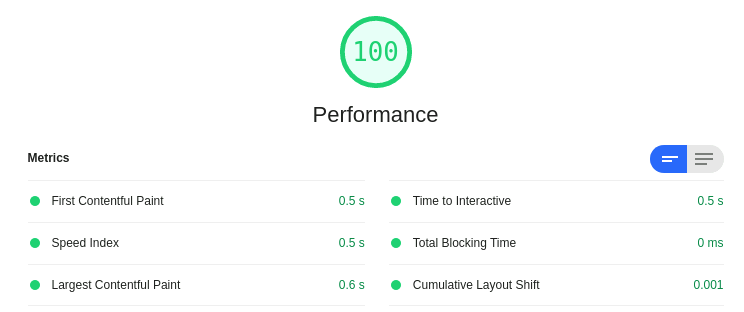 100
Performance
Metrics
First Contentful Paint 0.5 s
Time to Interactive 0.5 s
Speed Index 0.5 s
Total Blocking Time 0 ms
Largest Contentful Paint 0.6 s
Cumulative Layout Shift 0.001